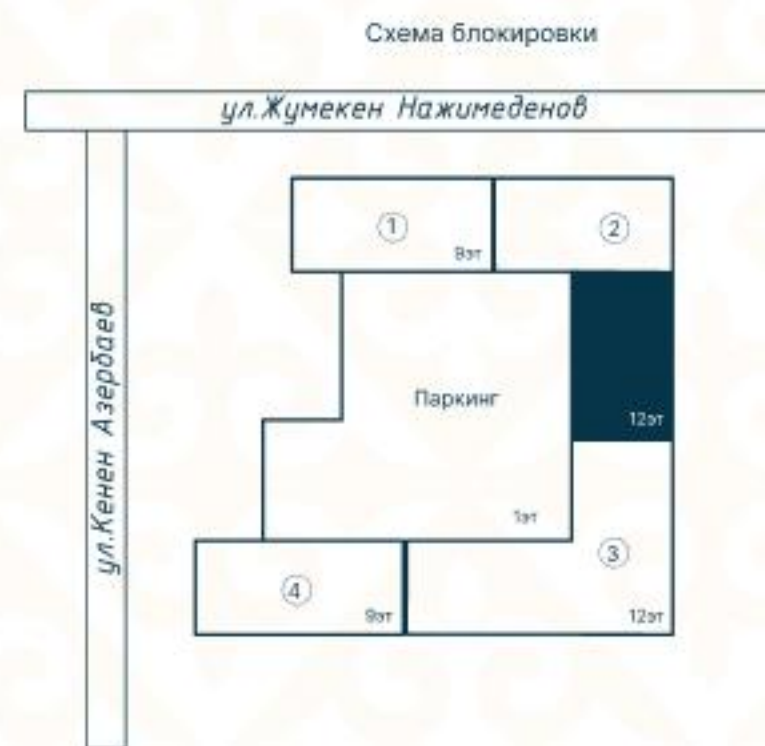 Схема блокировки
ул.Жумекен Нажимеденов
1
2
9эт
ул.Кенен Азербаев
Паркинг
12эт
1эт
3
4
9эт
12эт